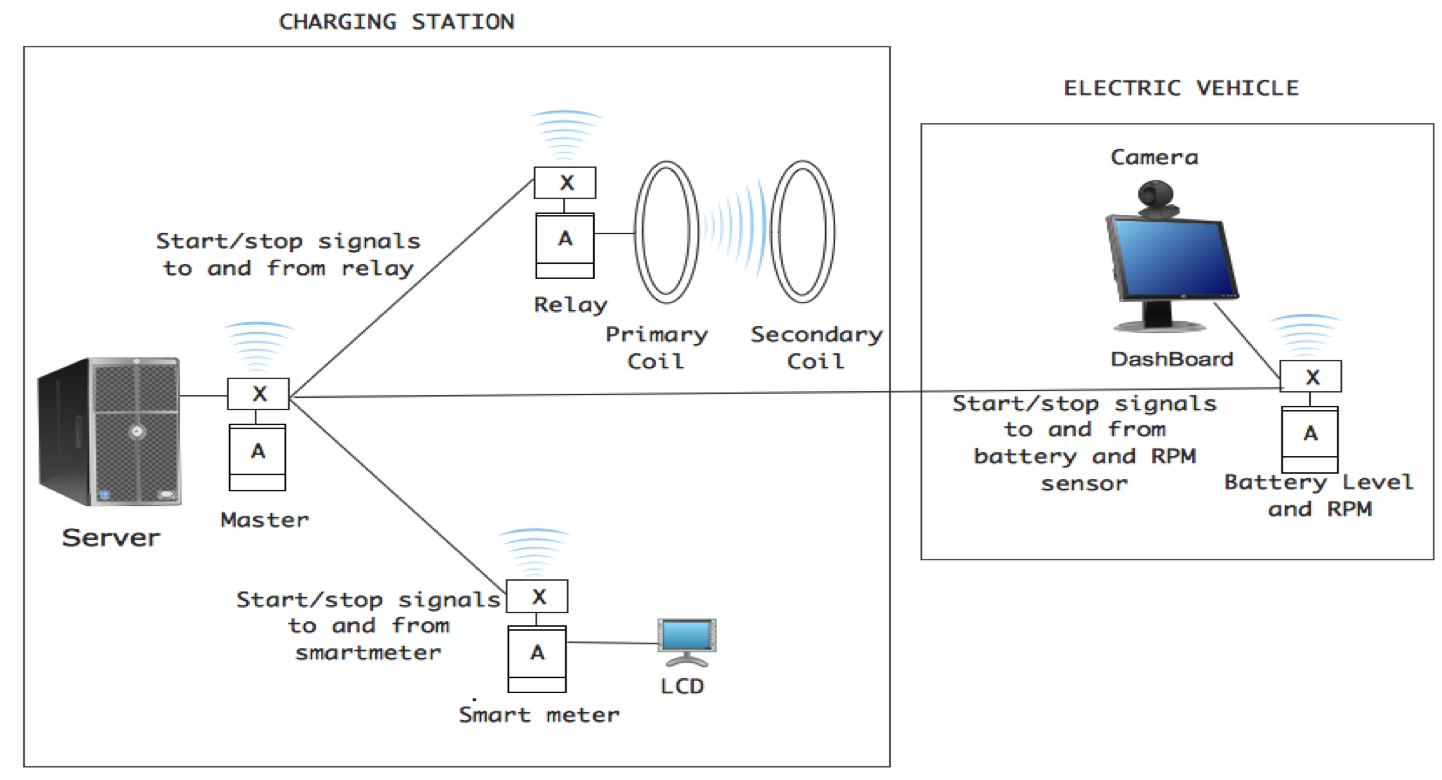 CHARGING STATION
ELECTRIC VEHICLE
Camera
X
A
Start/stop signals
to and from relay
Relay
Primary
Coil
Secondary
Coil
DashBoard
X
A
Master
Server
X
A
Start/stop signals
to and from
battery and RPM
sensor
Battery Level
and RPM
Start/stop signals
to and from
smartmeter
X
A
LCD
Smart meter